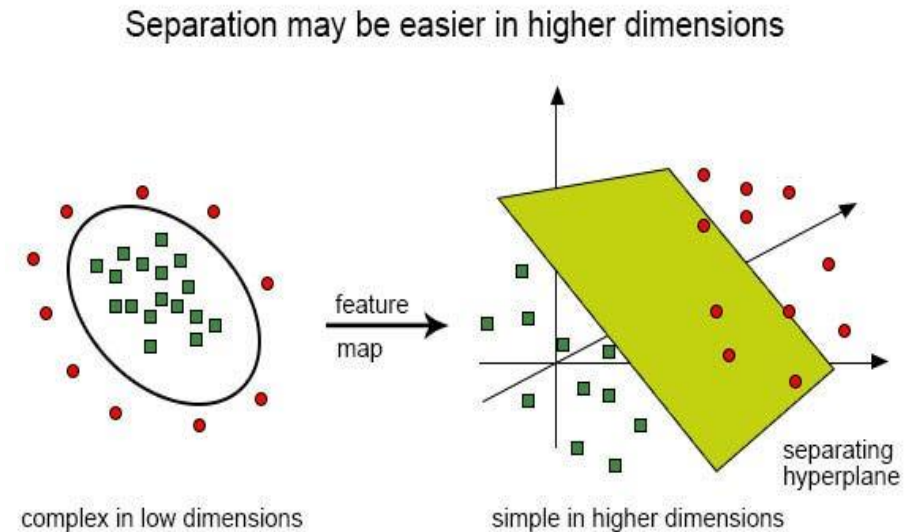 Separation may be easier in higher dimensions
feature
map
separating
hyperplane
complex in low dimensions
simple in higher dimensions